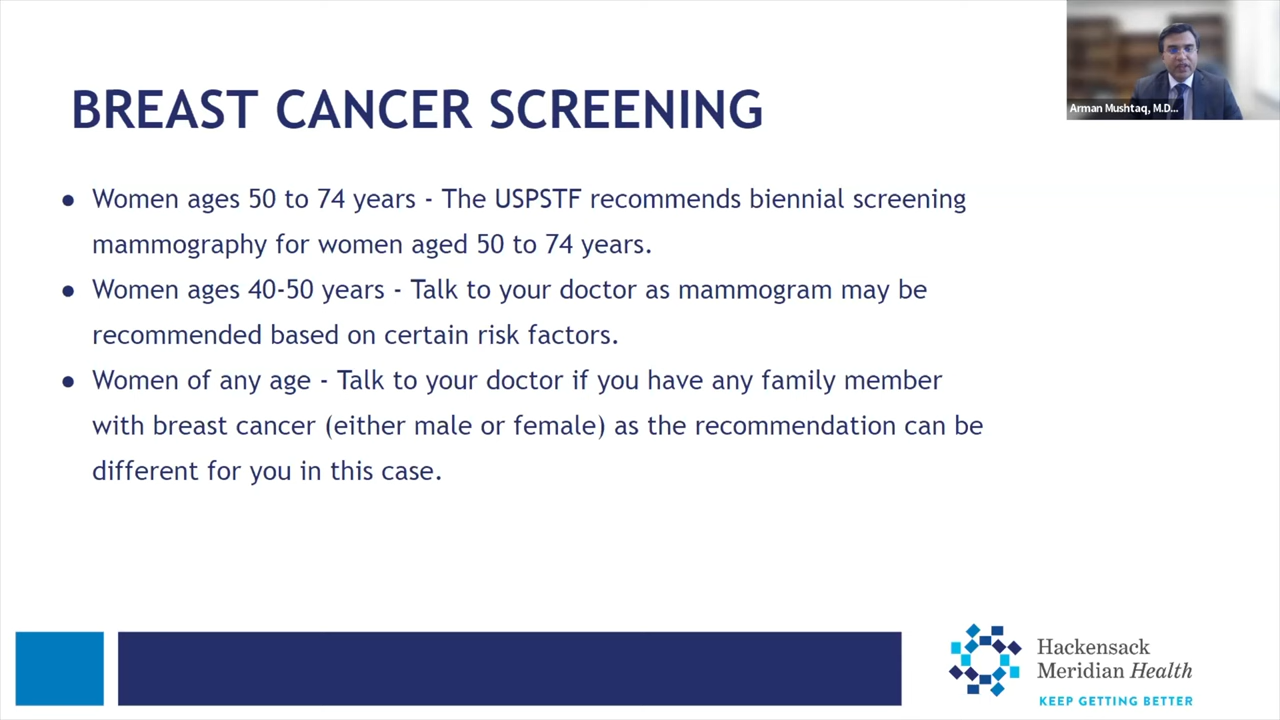 Arman Mushtaq, M.D...
BREAST CANCER SCREENING
● Women ages 50 to 74 years - The USPSTF recommends biennial screening
mammography for women aged 50 to 74 years.
● Women ages 40-50 years - Talk to your doctor as mammogram may be
recommended based on certain risk factors.
● Women of any age - Talk to your doctor if you have any family member
with breast cancer (either male or female) as the recommendation can be
different for you in this case.
Hackensack
Meridian Health
KEEP GETTING BETTER